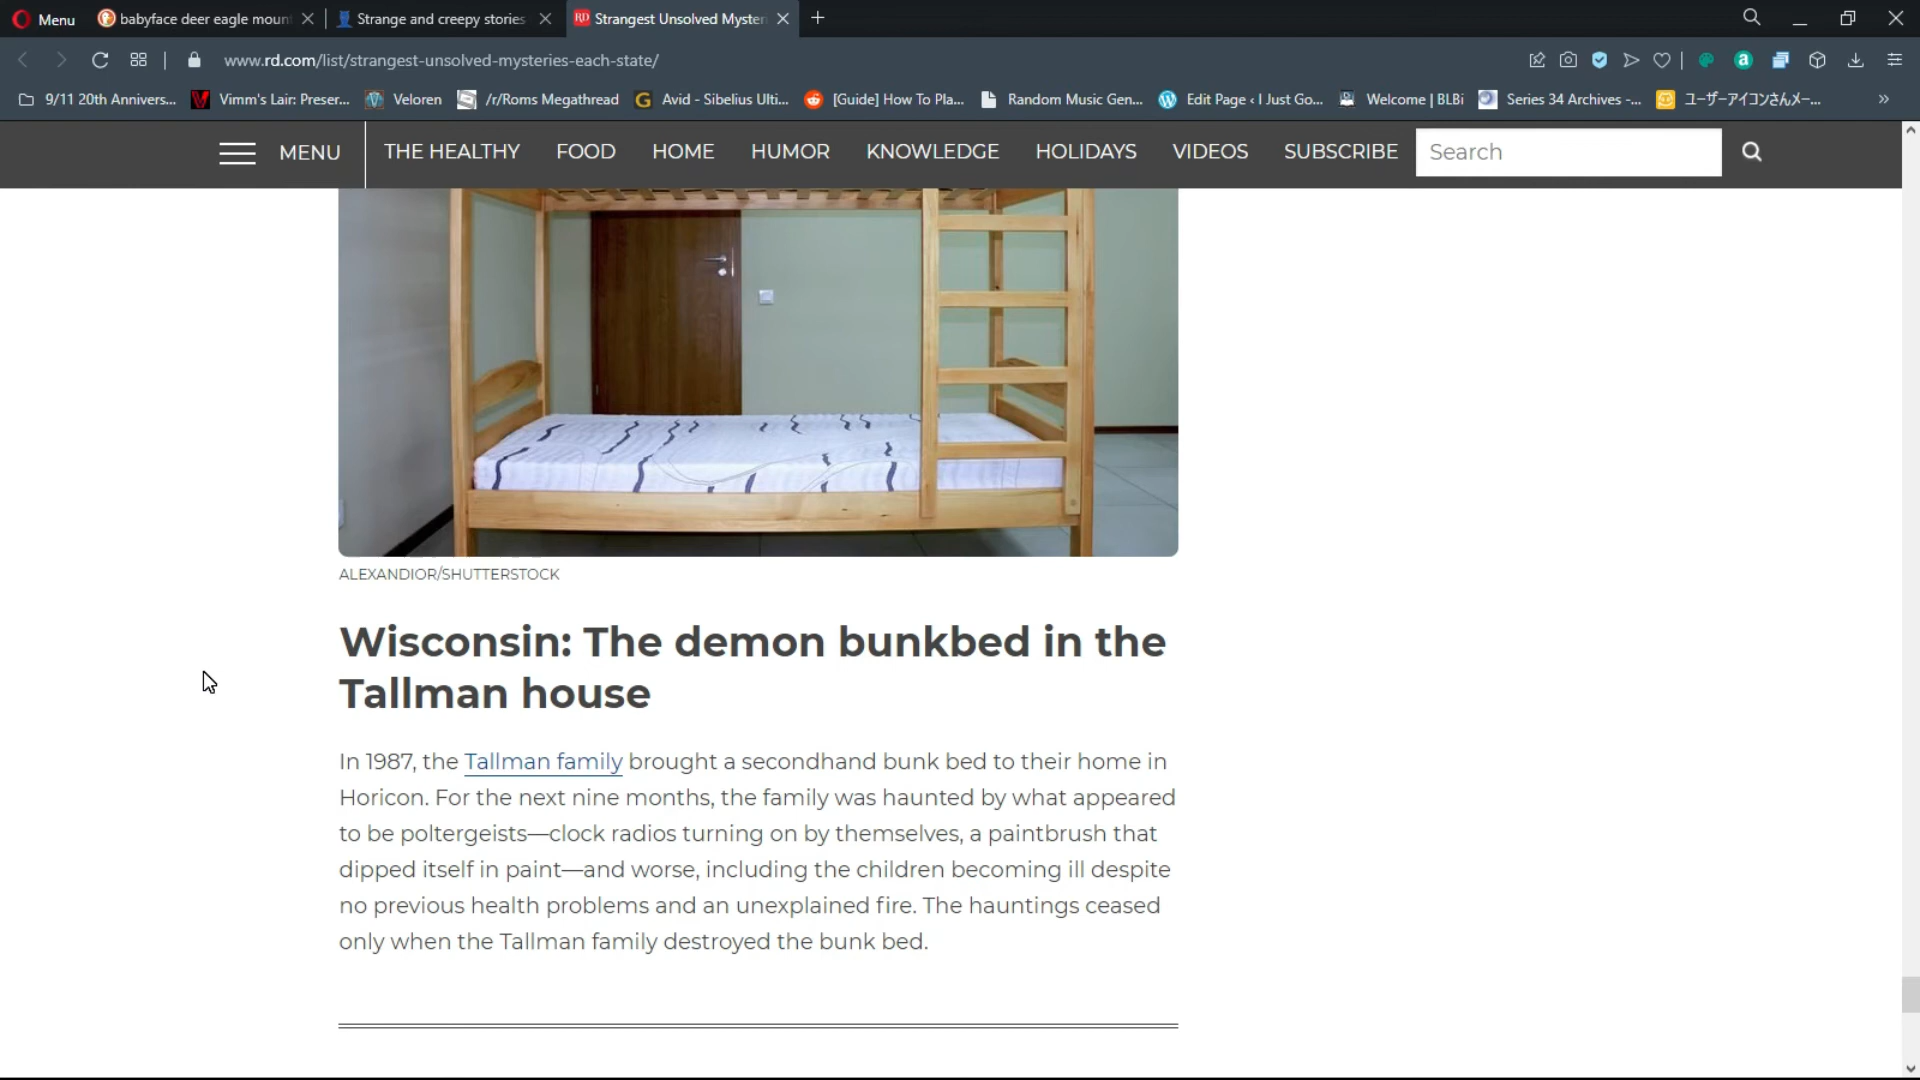 Menu babyface deer eagle moun Strange and creepy stories RD Strangest Unsolved Myster
www.rd.com/list/strangest-unsolved-mysteries-each-state/
9/11 20th Annivers... Vimm's Lair: Preser... Veloren /r/Roms Megathread Avid - Sibelius Ulti... [Guide] How To Pla... Random Music Gen... Edit Page ‹ I Just Go... Welcome | BLBi Series 34 Archives -... ユーザーアイコンさんメー...
MENU THE HEALTHY FOOD HOME HUMOR KNOWLEDGE HOLIDAYS VIDEOS SUBSCRIBE Search
ALEXANDIOR/SHUTTERSTOCK
Wisconsin: The demon bunkbed in the
Tallman house
In 1987, the Tallman family brought a secondhand bunk bed to their home in
Horicon. For the next nine months, the family was haunted by what appeared
to be poltergeists—clock radios turning on by themselves, a paintbrush that
dipped itself in paint—and worse, including the children becoming ill despite
no previous health problems and an unexplained fire. The hauntings ceased
only when the Tallman family destroyed the bunk bed.